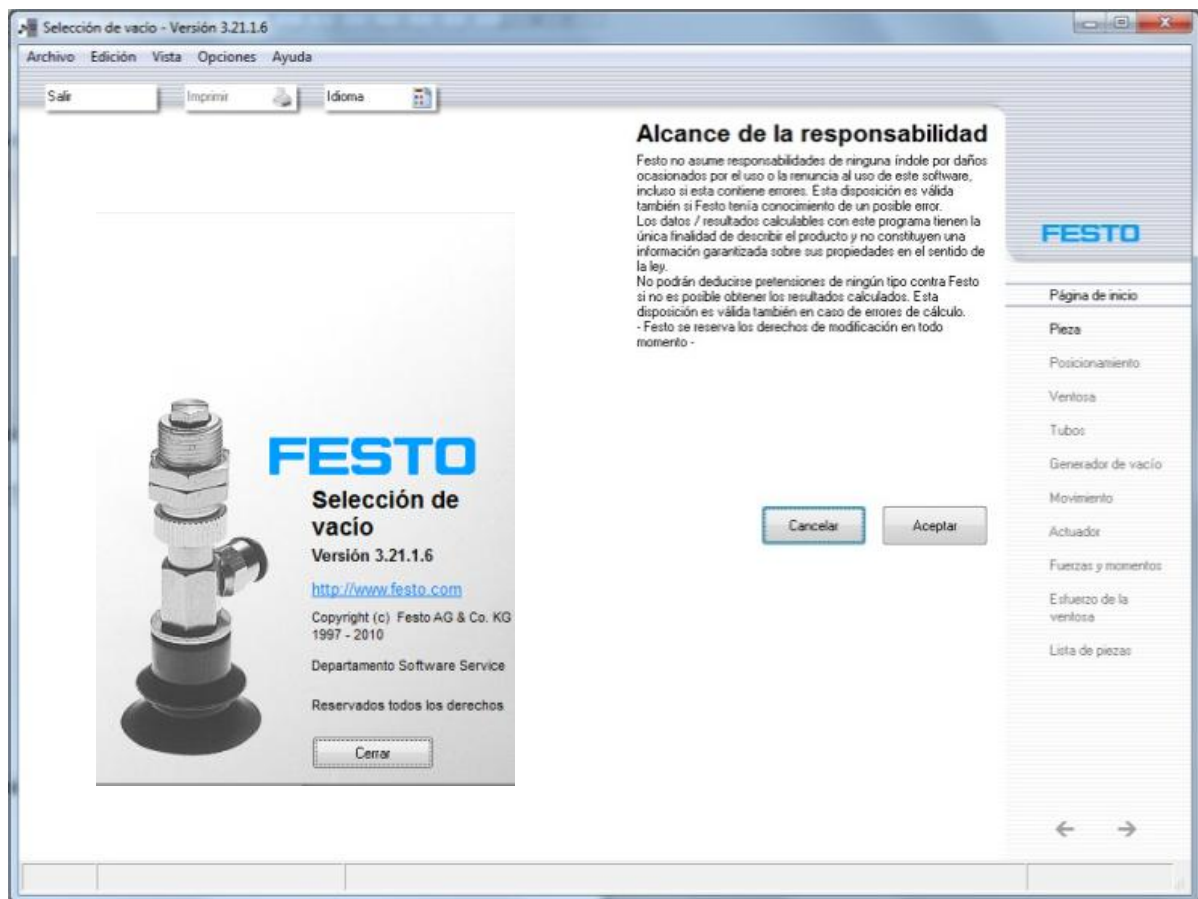 Selección de vacío - Versión 3.21.1.6
Archivo Edición Vista Opciones Ayuda
Salir Imprimir Idioma
Alcance de la responsabilidad
Festo no asume responsabilidades de ninguna índole por daños
ocasionados por el uso o la renuncia al uso de este software,
incluso si esta contiene errores. Esta disposición es válida
también si Festo tenía conocimiento de un posible error.
Los datos / resultados calculables con este programa tienen la
única finalidad de describir el producto y no constituyen una
información garantizada sobre sus propiedades en el sentido de
la ley.
No podrán deducirse pretensiones de ningún tipo contra Festo
si no es posible obtener los resultados calculados. Esta
disposición es válida también en caso de errores de cálculo.
- Festo se reserva los derechos de modificación en todo
momento -
Cancelar Aceptar
FESTO
Selección de
vacío
Versión 3.21.1.6
http://www.festo.com
Copyright (c) Festo AG & Co. KG
1997 - 2010
Departamento Software Service
Reservados todos los derechos
Cerrar
FESTO
Página de inicio
Pieza
Posicionamiento
Ventosa
Tubos
Generador de vacío
Movimiento
Actuador
Fuerzas y momentos
Esfuerzo de la
ventosa
Lista de piezas